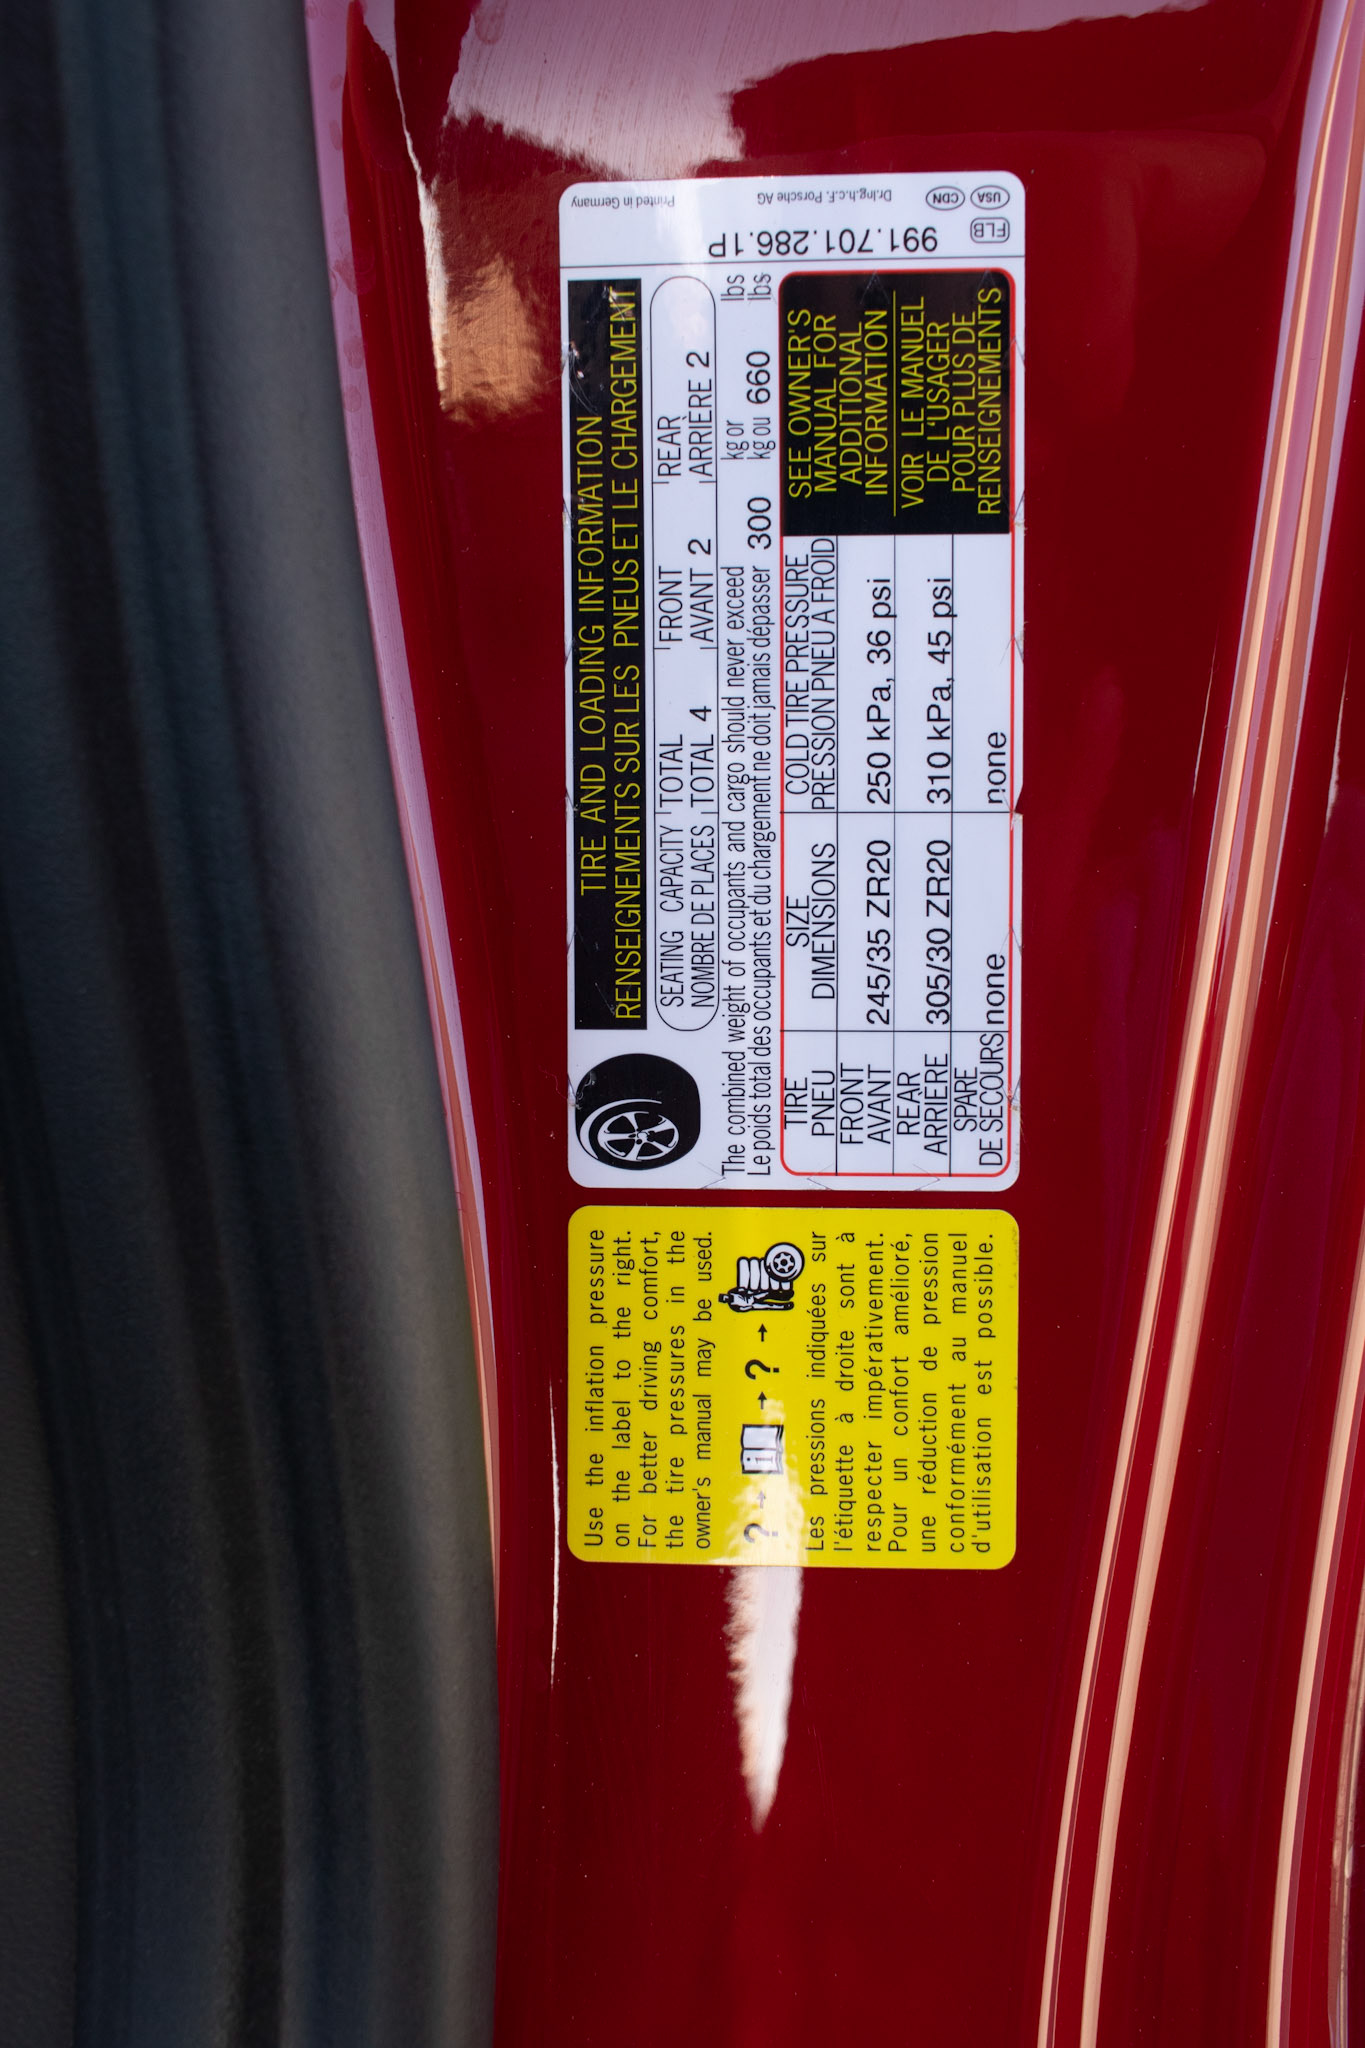 TIRE AND LOADING INFORMATION
RENSEIGNEMENTS SUR LES PNEUS ET LE CHARGEMENT
SEATING CAPACITY TOTAL FRONT REAR
NOMBRE DE PLACES TOTAL 4 AVANT 2 ARRIÈRE 2
The combined weight of occupants and cargo should never exceed kg or lbs
Le poids total des occupants et du chargement ne doit jamais dépasser 300 kg ou 660 lbs
TIRE SIZE COLD TIRE PRESSURE
PNEU DIMENSIONS PRESSION PNEU A FROID
FRONT
AVANT 245/35 ZR20 250 kPa, 36 psi
REAR
ARRIERE 305/30 ZR20 310 kPa, 45 psi
SPARE
DE SECOURS none none
SEE OWNER'S
MANUAL FOR
ADDITIONAL
INFORMATION
VOIR LE MANUEL
DE L'USAGER
POUR PLUS DE
RENSEIGNEMENTS
FLB 991.701.286.1P
USA CDN Dr.Ing.h.c.F. Porsche AG Printed in Germany
Use the inflation pressure
on the label to the right.
For better driving comfort,
the tire pressures in the
owner's manual may be used.
? → i → ? →
Les pressions indiquées sur
l'étiquette à droite sont à
respecter impérativement.
Pour un confort amélioré,
une réduction de pression
conformément au manuel
d'utilisation est possible.